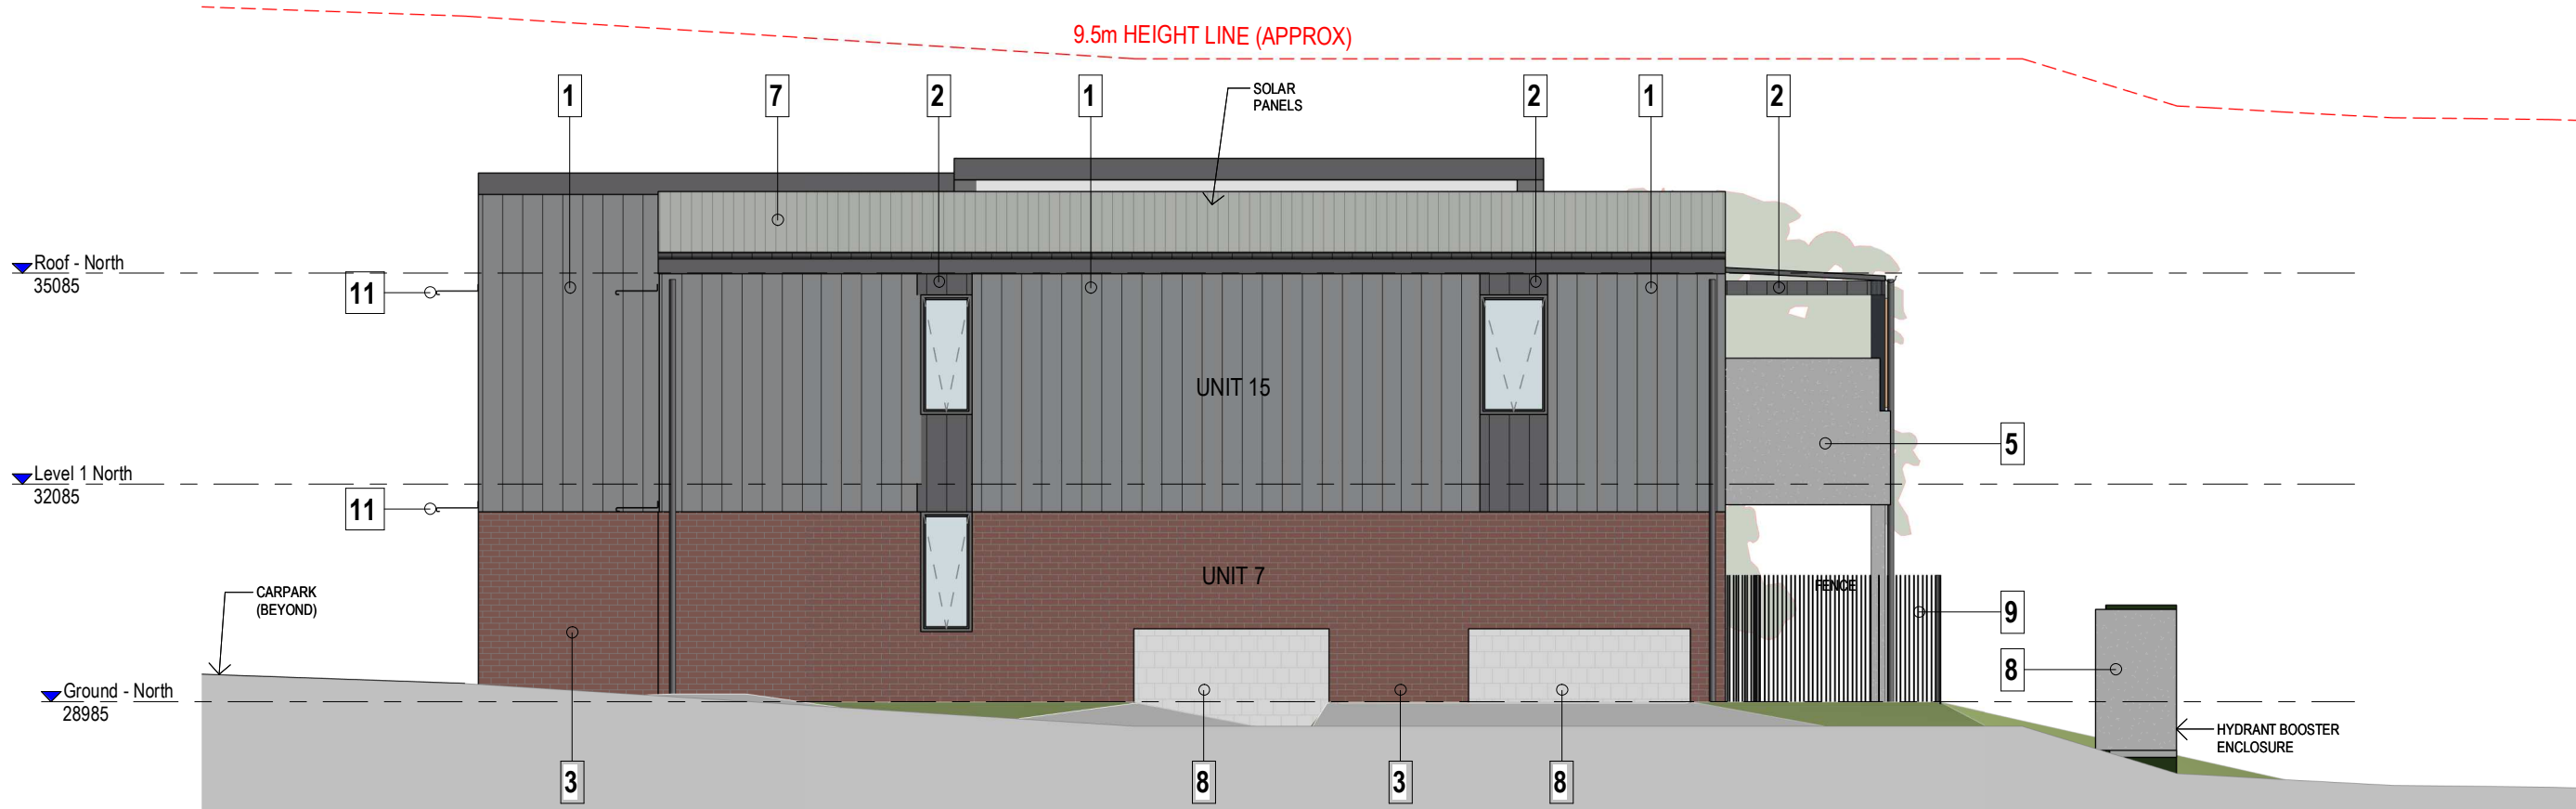 9.5m HEIGHT LINE (APPROX)
1
7
2
1
SOLAR
PANELS
2
1
2
Roof - North
35085
11
UNIT 15
5
Level 1 North
32085
11
UNIT 7
CARPARK
(BEYOND)
FENCE
9
8
Ground - North
28985
HYDRANT BOOSTER
ENCLOSURE
3
8
3
8